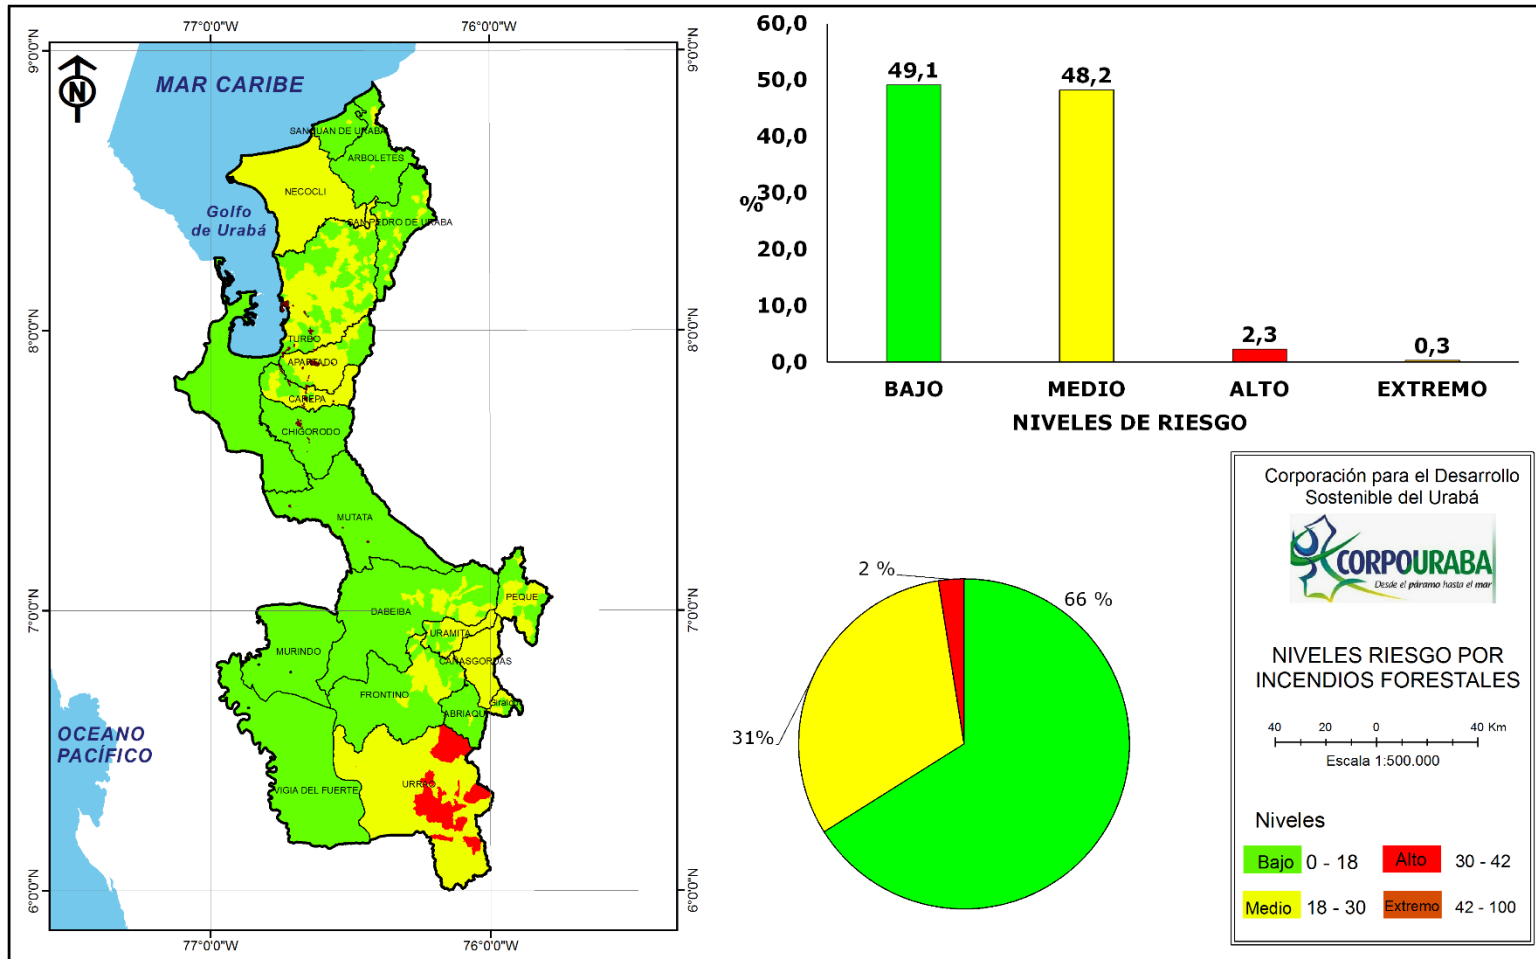 77°0'0"W
76°0'0"W
9°0'0"N
9°0'0"N
N
MAR CARIBE
SAN JUAN DE URABA
ARBOLETES
NECOCLI
Golfo
de Urabá
SAN PEDRO DE URABA
8°0'0"N
8°0'0"N
TURBO
APARTADO
CAREPA
CHIGORODO
MUTATA
7°0'0"N
7°0'0"N
PEQUE
DABEIBA
URAMITA
MURINDO
CAÑASGORDAS
FRONTINO
Giraldo
ABRIAQUI
OCEANO
PACÍFICO
URRAO
VIGIA DEL FUERTE
6°0'0"N
6°0'0"N
77°0'0"W
76°0'0"W
60,0
50,0
40,0
30,0
20,0
10,0
0,0
%
49,1
48,2
2,3
0,3
BAJO
MEDIO
ALTO
EXTREMO
NIVELES DE RIESGO
2 %
66 %
31%
Corporación para el Desarrollo
Sostenible del Urabá
CORPOURABA
Desde el páramo hasta el mar
NIVELES RIESGO POR
INCENDIOS FORESTALES
40 20 0 40 Km
Escala 1:500.000
Niveles
Bajo 0 - 18
Alto 30 - 42
Medio 18 - 30
Extremo 42 - 100